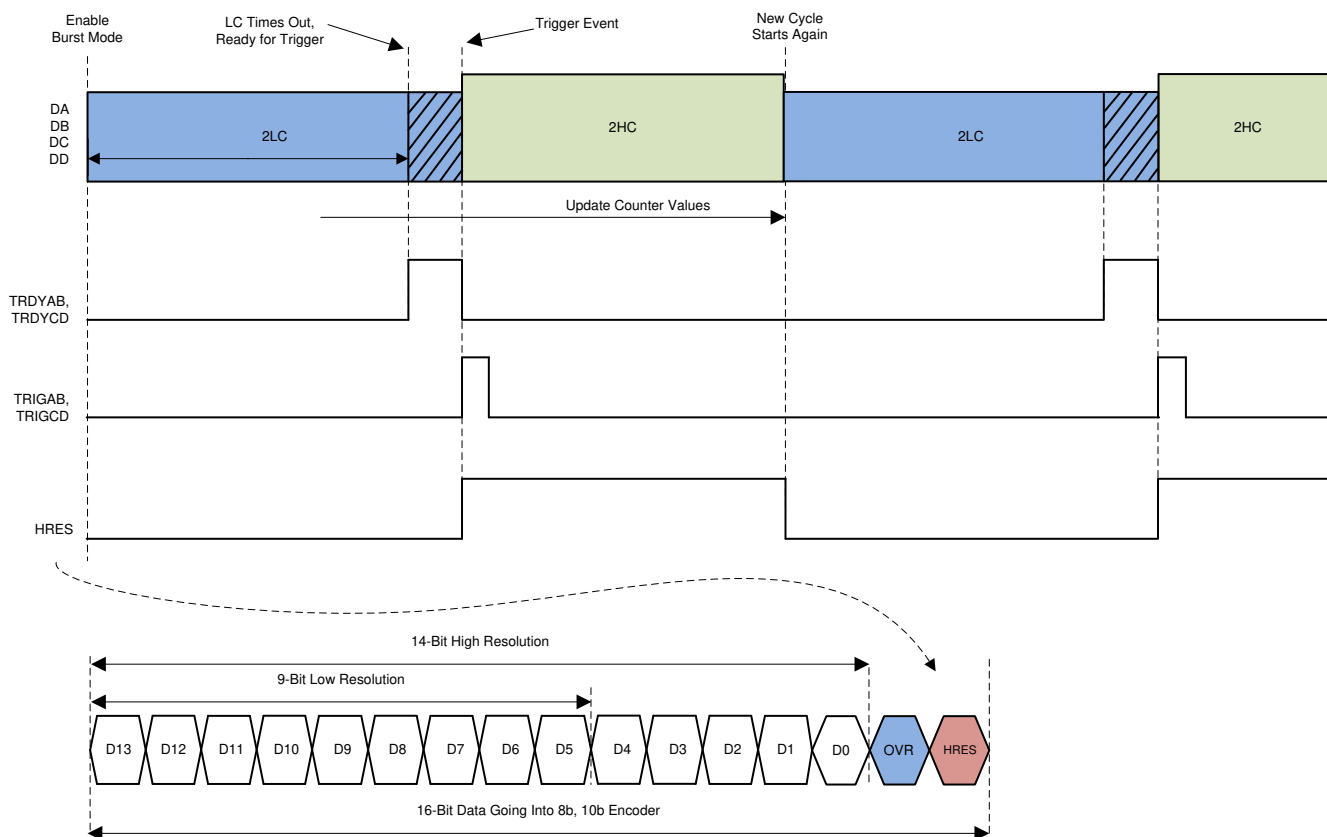 Enable
Burst Mode
LC Times Out,
Ready for Trigger
Trigger Event
New Cycle
Starts Again
DA
DB
DC
DD
2LC
2HC
2LC
2HC
Update Counter Values
TRDYAB,
TRDYCD
TRIGAB,
TRIGCD
HRES
14-Bit High Resolution
9-Bit Low Resolution
D13 D12 D11 D10 D9 D8 D7 D6 D5 D4 D3 D2 D1 D0 OVR HRES
16-Bit Data Going Into 8b, 10b Encoder